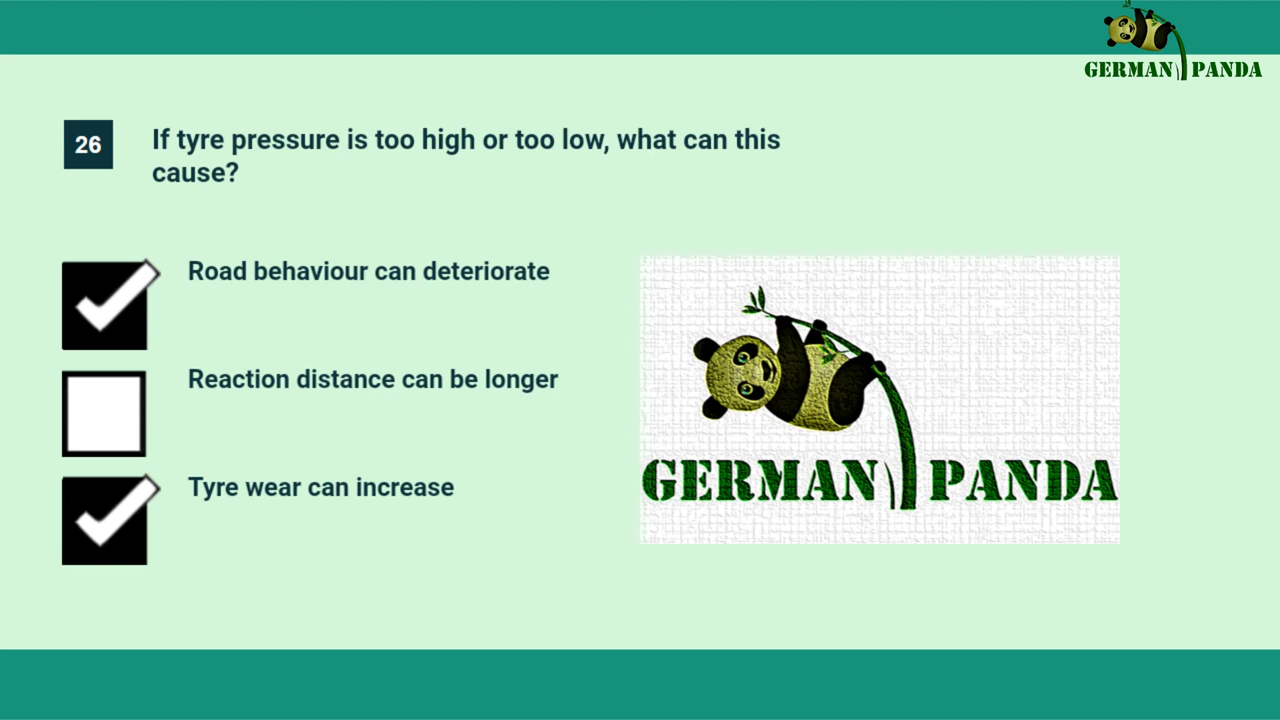 GERMAN PANDA
26
If tyre pressure is too high or too low, what can this
cause?
Road behaviour can deteriorate
Reaction distance can be longer
Tyre wear can increase
GERMAN PANDA